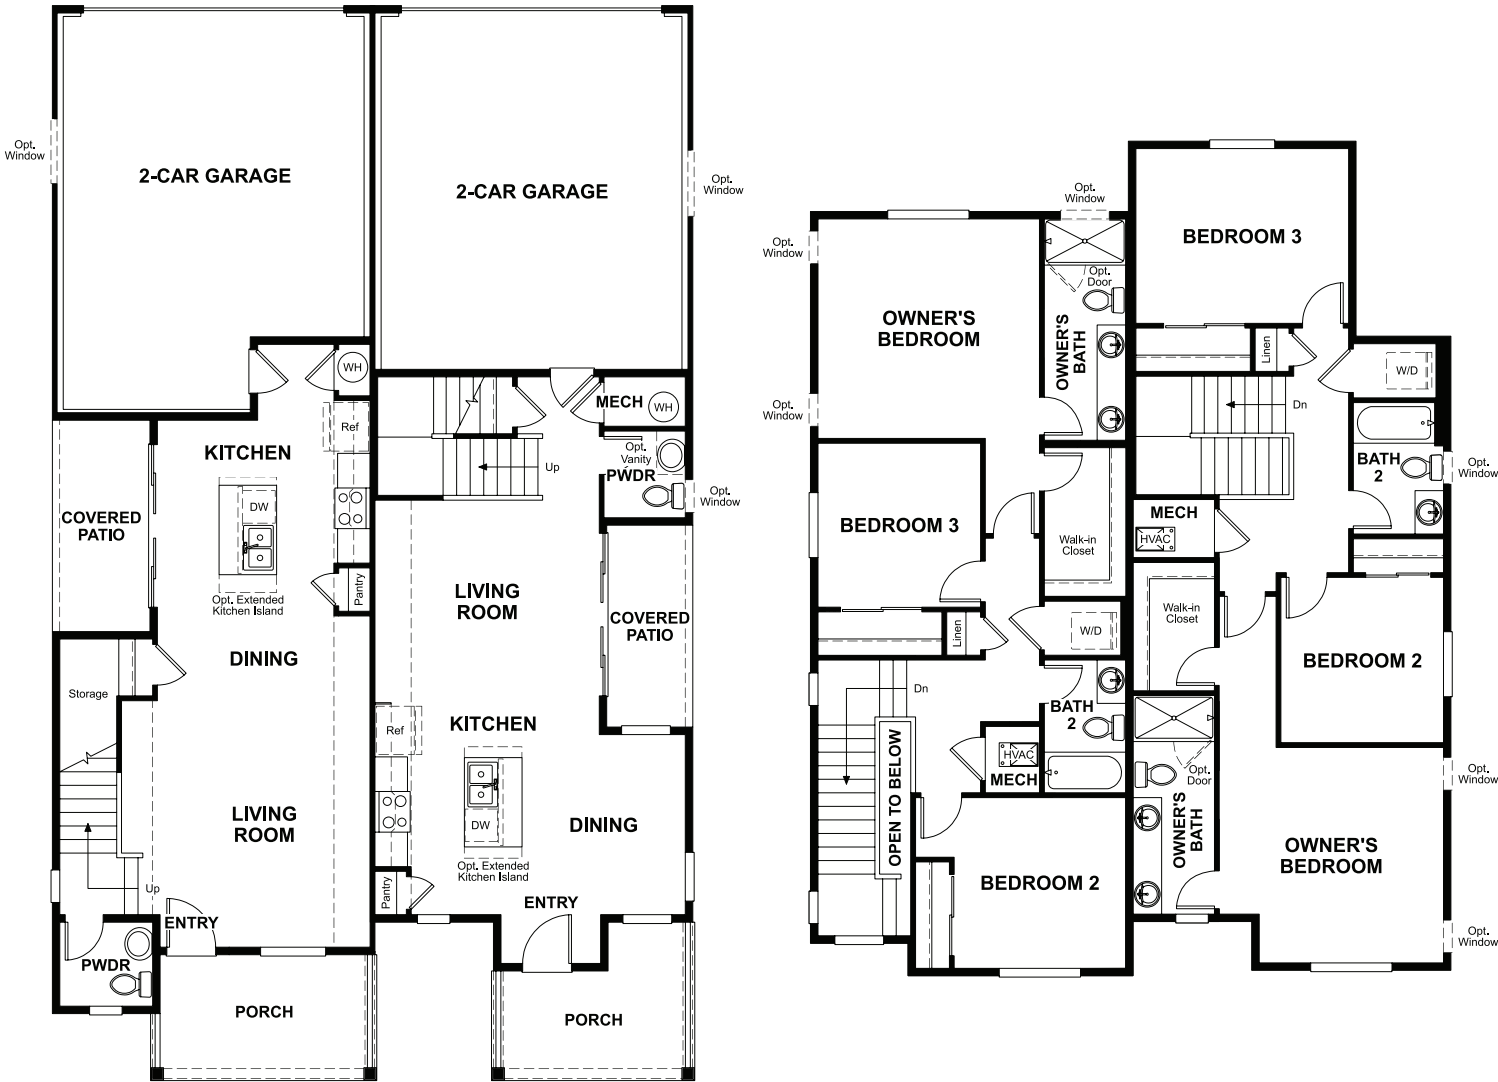 Opt.
Window
2-CAR GARAGE
2-CAR GARAGE
Opt.
Window
WH
MECH
WH
Ref
KITCHEN
Opt.
Vanity
PWDR
Up
Opt.
Window
DW
COVERED
PATIO
Pantry
Opt. Extended
Kitchen Island
LIVING
ROOM
COVERED
PATIO
DINING
Storage
KITCHEN
Ref
LIVING
ROOM
DW
DINING
Opt. Extended
Kitchen Island
Up
Pantry
ENTRY
ENTRY
PWDR
PORCH
PORCH
Opt.
Window
Opt.
Window
BEDROOM 3
Opt.
Door
OWNER'S
BEDROOM
OWNER'S
BATH
Linen
W/D
Opt.
Window
Dn
BATH
2
Opt.
Window
BEDROOM 3
MECH
HVAC
Walk-in
Closet
Walk-in
Closet
Linen
W/D
BEDROOM 2
Dn
BATH
2
OPEN TO BELOW
HVAC
MECH
Opt.
Door
Opt.
Window
OWNER'S
BATH
OWNER'S
BEDROOM
BEDROOM 2
Opt.
Window